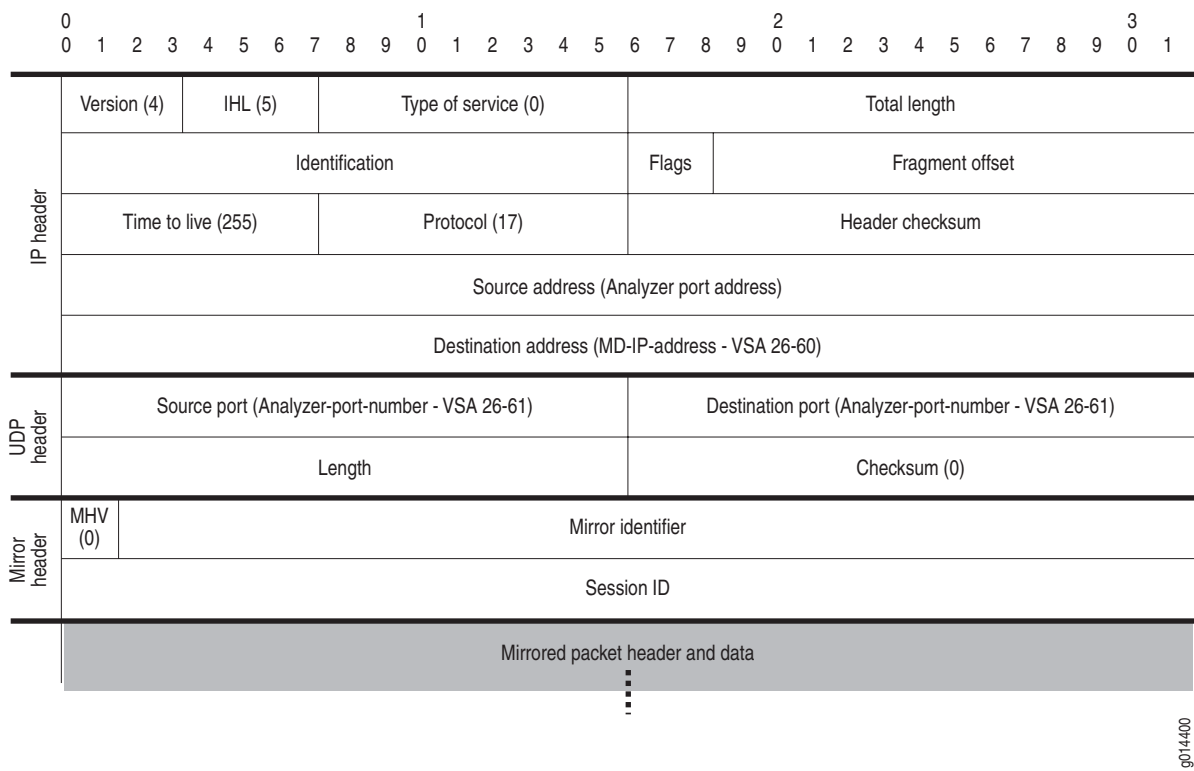 0 1 2 3
0 1 2 3 4 5 6 7 8 9 0 1 2 3 4 5 6 7 8 9 0 1 2 3 4 5 6 7 8 9 0 1
IP header
Version (4) IHL (5) Type of service (0) Total length
Identification Flags Fragment offset
Time to live (255) Protocol (17) Header checksum
Source address (Analyzer port address)
Destination address (MD-IP-address - VSA 26-60)
UDP
header
Source port (Analyzer-port-number - VSA 26-61) Destination port (Analyzer-port-number - VSA 26-61)
Length Checksum (0)
Mirror
header
MHV
(0)
Mirror identifier
Session ID
Mirrored packet header and data
g014400